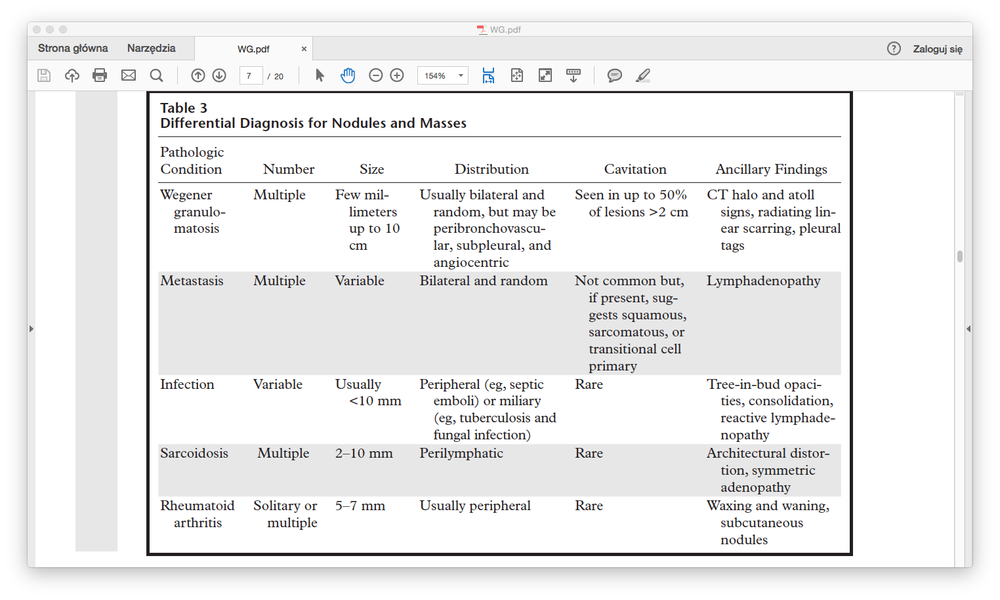 WG.pdf
Strona główna Narzędzia WG.pdf × ? Zaloguj się
7 / 20 154%
Table 3
Differential Diagnosis for Nodules and Masses
Pathologic
Condition Number Size Distribution Cavitation Ancillary Findings
Wegener Multiple Few mil- Usually bilateral and Seen in up to 50% CT halo and atoll
granulo- limeters random, but may be of lesions >2 cm signs, radiating lin-
matosis up to 10 peribronchovascu- ear scarring, pleural
cm lar, subpleural, and tags
angiocentric
Metastasis Multiple Variable Bilateral and random Not common but, Lymphadenopathy
if present, sug-
gests squamous,
sarcomatous, or
transitional cell
primary
Infection Variable Usually Peripheral (eg, septic Rare Tree-in-bud opaci-
<10 mm emboli) or miliary ties, consolidation,
(eg, tuberculosis and reactive lymphade-
fungal infection) nopathy
Sarcoidosis Multiple 2–10 mm Perilymphatic Rare Architectural distor-
tion, symmetric
adenopathy
Rheumatoid Solitary or 5–7 mm Usually peripheral Rare Waxing and waning,
arthritis multiple subcutaneous
nodules